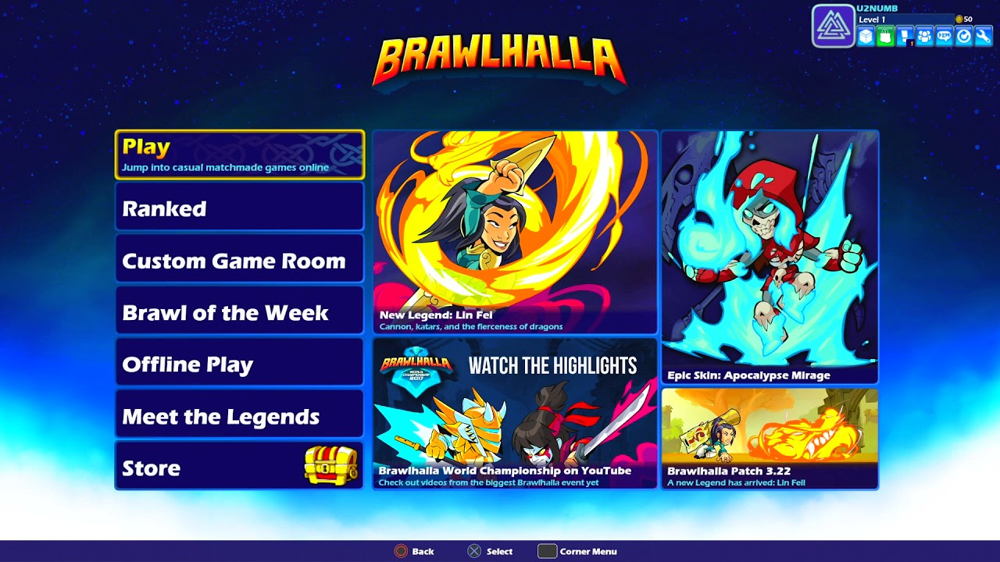 U2NUMB
Level 1
50
BRAWLHALLA
Play
Jump into casual matchmade games online
Ranked
Custom Game Room
Brawl of the Week
Offline Play
Meet the Legends
Store
New Legend: Lin Fei
Cannon, katars, and the fierceness of dragons
BRAWLHALLA
WORLD
CHAMPIONSHIP
2017
WATCH THE HIGHLIGHTS
Brawlhalla World Championship on YouTube
Check out videos from the biggest Brawlhalla event yet
Epic Skin: Apocalypse Mirage
Brawlhalla Patch 3.22
A new Legend has arrived: Lin Fei!
Back
Select
Corner Menu